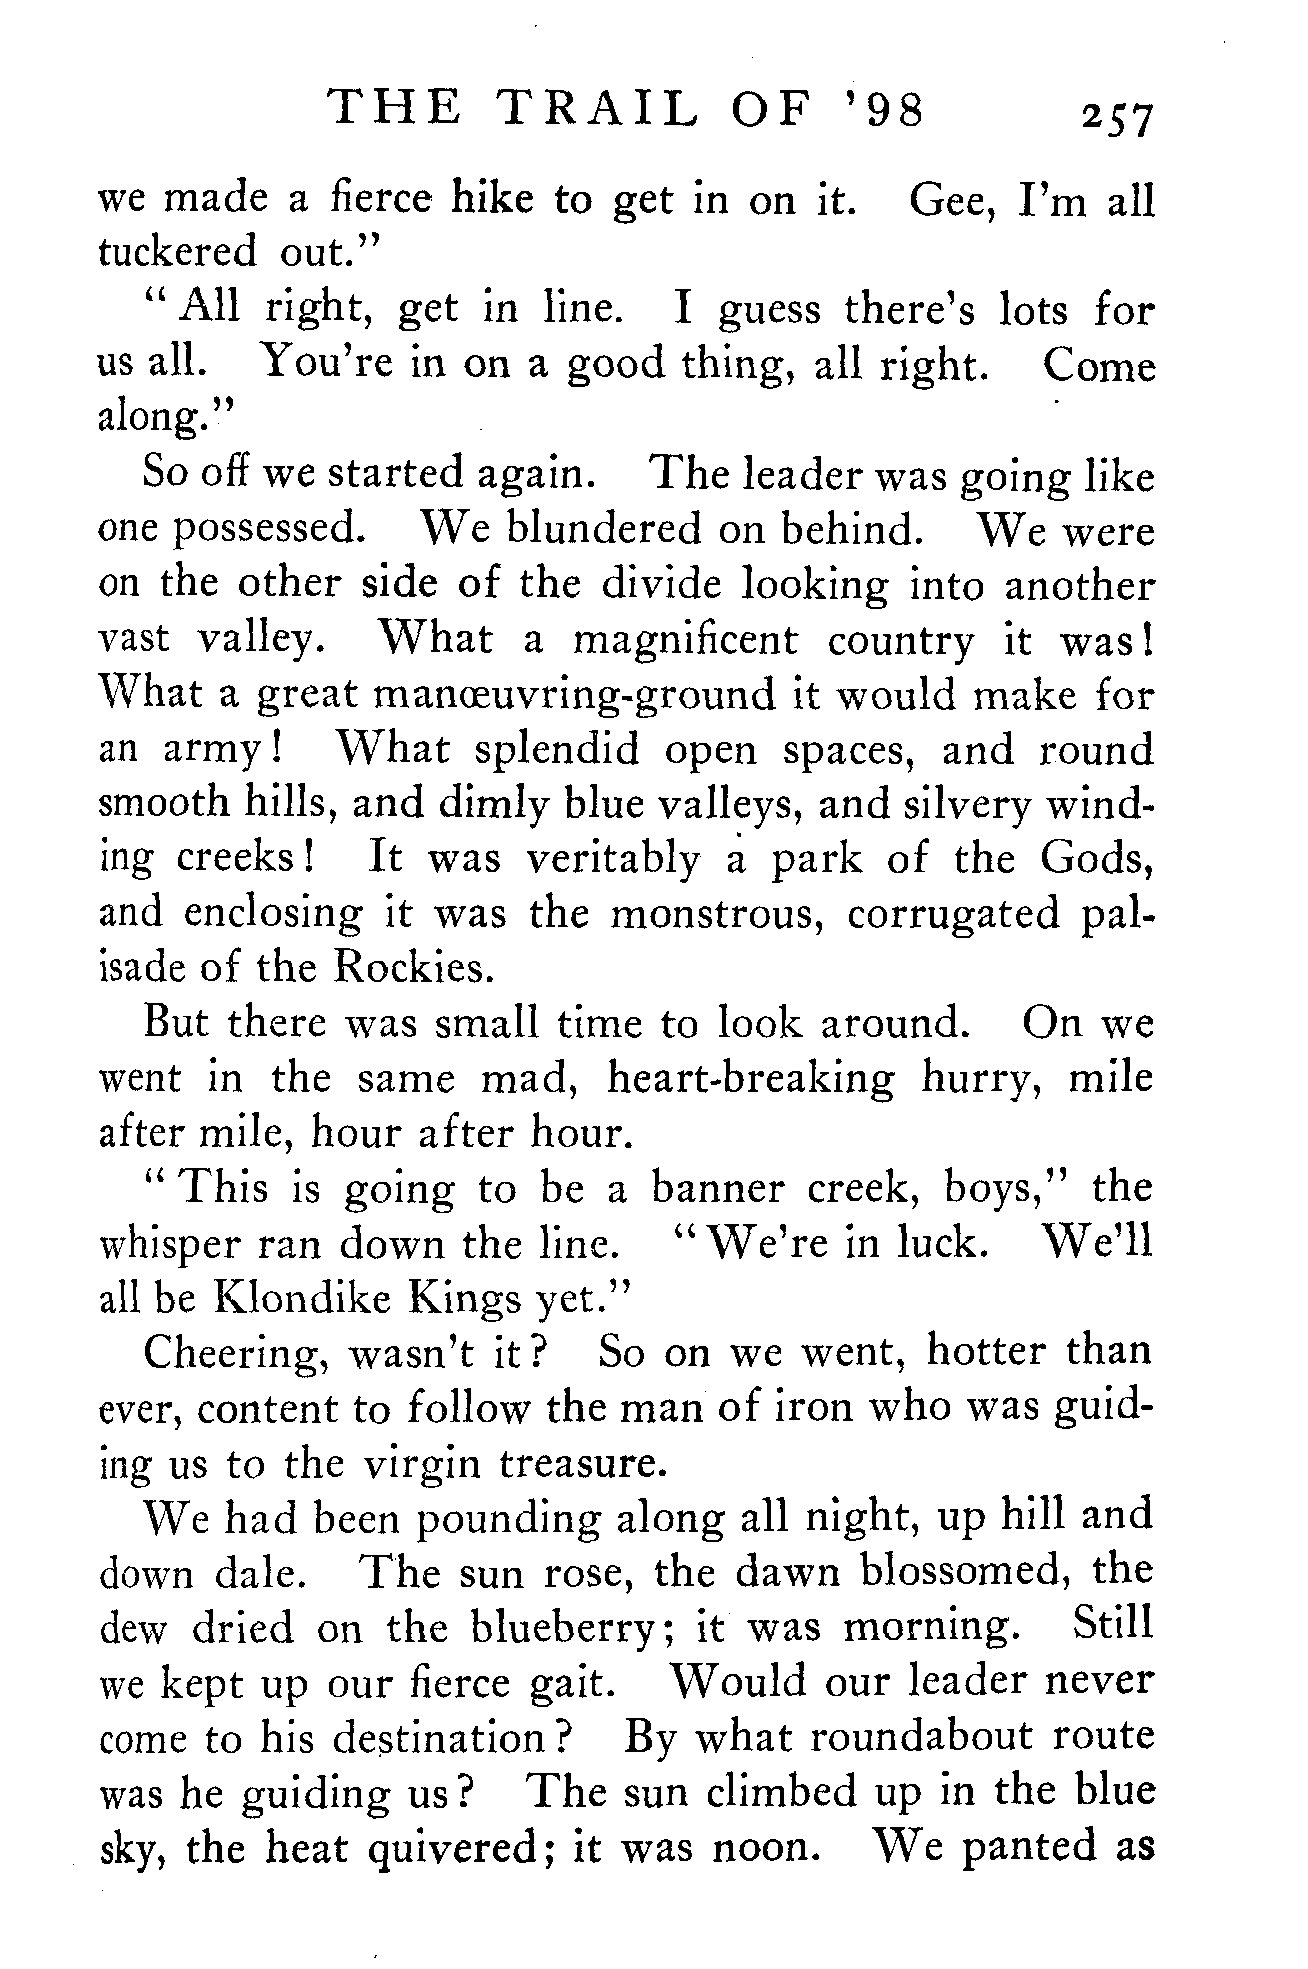 THE TRAIL OF '98 257
we made a fierce hike to get in on it. Gee, I'm all
tuckered out."
"All right, get in line. I guess there's lots for
us all. You're in on a good thing, all right. Come
along."
So off we started again. The leader was going like
one possessed. We blundered on behind. We were
on the other side of the divide looking into another
vast valley. What a magnificent country it was!
What a great manœuvring-ground it would make for
an army! What splendid open spaces, and round
smooth hills, and dimly blue valleys, and silvery wind-
ing creeks! It was veritably a park of the Gods,
and enclosing it was the monstrous, corrugated pal-
isade of the Rockies.
But there was small time to look around. On we
went in the same mad, heart-breaking hurry, mile
after mile, hour after hour.
"This is going to be a banner creek, boys," the
whisper ran down the line. "We're in luck. We'll
all be Klondike Kings yet."
Cheering, wasn't it? So on we went, hotter than
ever, content to follow the man of iron who was guid-
ing us to the virgin treasure.
We had been pounding along all night, up hill and
down dale. The sun rose, the dawn blossomed, the
dew dried on the blueberry; it was morning. Still
we kept up our fierce gait. Would our leader never
come to his destination? By what roundabout route
was he guiding us? The sun climbed up in the blue
sky, the heat quivered; it was noon. We panted as